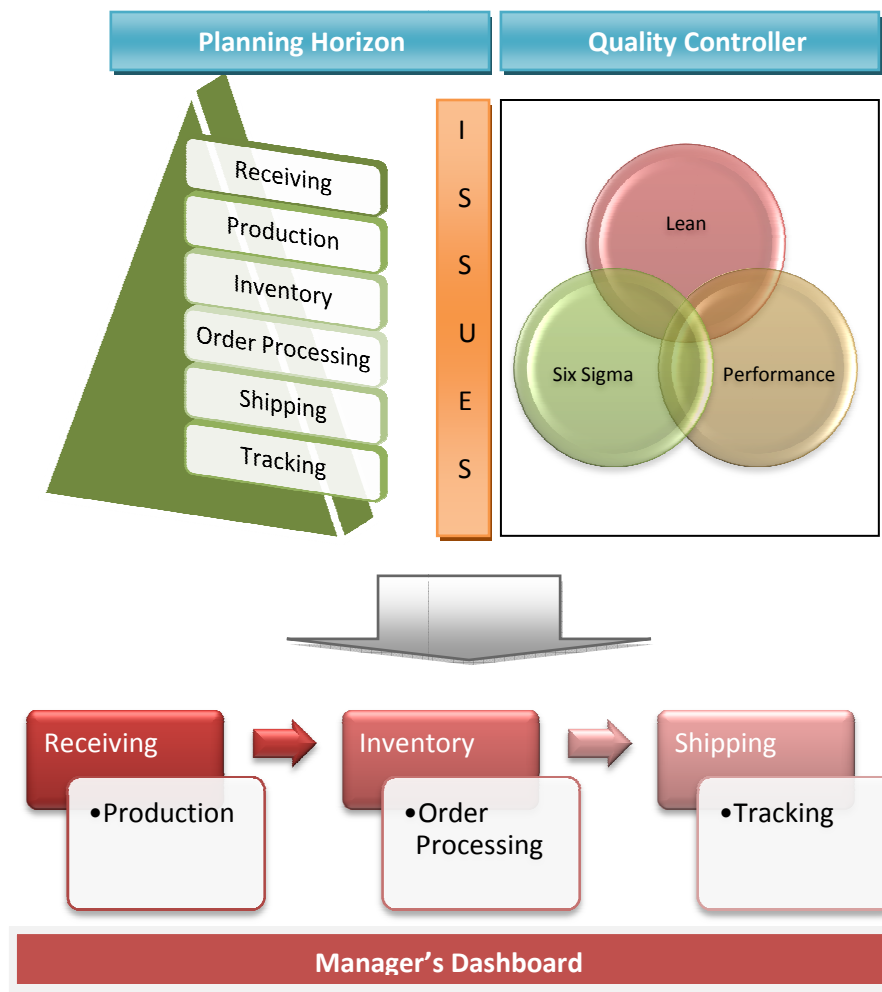 Planning Horizon
Quality Controller
Receiving
Production
Inventory
Order Processing
Shipping
Tracking
I
S
S
U
E
S
Lean
Six Sigma
Performance
Receiving
•Production
Inventory
•Order
Processing
Shipping
•Tracking
Manager's Dashboard